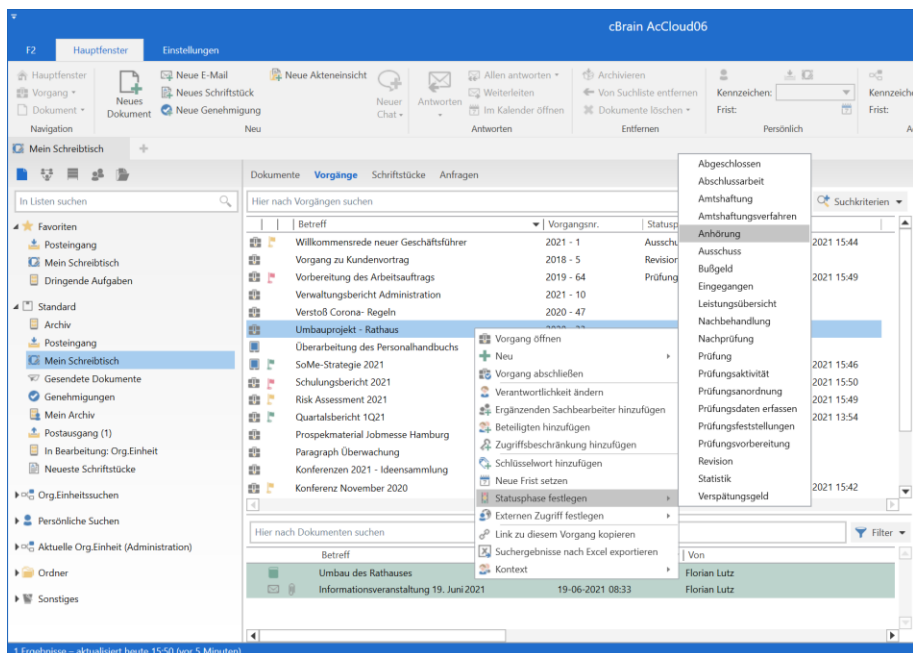 cBrain AcCloud06
F2 Hauptfenster Einstellungen
Hauptfenster
Vorgang
Dokument
Navigation
Neues Dokument
Neue E-Mail
Neues Schriftstück
Neue Genehmigung
Neue Akteneinsicht
Neuer Chat
Neu
Antworten
Allen antworten
Weiterleiten
Im Kalender öffnen
Antworten
Archivieren
Von Suchliste entfernen
Dokumente löschen
Entfernen
Kennzeichen:
Frist:
Persönlich
Kennzeiche
Frist:
Mein Schreibtisch
In Listen suchen
Favoriten
Posteingang
Mein Schreibtisch
Dringende Aufgaben
Standard
Archiv
Posteingang
Mein Schreibtisch
Gesendete Dokumente
Genehmigungen
Mein Archiv
Postausgang (1)
In Bearbeitung: Org.Einheit
Neueste Schriftstücke
Org.Einheitssuchen
Persönliche Suchen
Aktuelle Org.Einheit (Administration)
Ordner
Sonstiges
Dokumente Vorgänge Schriftstücke Anfragen
Hier nach Vorgängen suchen
Suchkriterien
Betreff Vorgangsnr. Statusp
Willkommensrede neuer Geschäftsführer 2021 - 1 Ausschu 2021 15:44
Vorgang zu Kundenvortrag 2018 - 5 Revision
Vorbereitung des Arbeitsauftrags 2019 - 64 Prüfung 2021 15:49
Verwaltungsbericht Administration 2021 - 10
Verstoß Corona- Regeln 2020 - 47
Umbauprojekt - Rathaus
Überarbeitung des Personalhandbuchs
SoMe-Strategie 2021 2021 15:46
Schulungsbericht 2021 2021 15:50
Risk Assessment 2021 2021 15:49
Quartalsbericht 1Q21 2021 13:54
Prospekmaterial Jobmesse Hamburg
Paragraph Überwachung
Konferenzen 2021 - Ideensammlung
Konferenz November 2020 2021 15:42
Vorgang öffnen
Neu
Vorgang abschließen
Verantwortlichkeit ändern
Ergänzenden Sachbearbeiter hinzufügen
Beteiligten hinzufügen
Zugriffsbeschränkung hinzufügen
Schlüsselwort hinzufügen
Neue Frist setzen
Statusphase festlegen
Externen Zugriff festlegen
Link zu diesem Vorgang kopieren
Suchergebnisse nach Excel exportieren
Kontext
Abgeschlossen
Abschlussarbeit
Amtshaftung
Amtshaftungsverfahren
Anhörung
Ausschuss
Bußgeld
Eingegangen
Leistungsübersicht
Nachbehandlung
Nachprüfung
Prüfung
Prüfungsaktivität
Prüfungsanordnung
Prüfungsdaten erfassen
Prüfungsfeststellungen
Prüfungsvorbereitung
Revision
Statistik
Verspätungsgeld
Hier nach Dokumenten suchen
Filter
Betreff Von
Umbau des Rathauses Florian Lutz
Informationsveranstaltung 19. Juni 2021 19-06-2021 08:33 Florian Lutz
1 Ergebnisse – aktualisiert heute 15:50 (vor 5 Minuten)